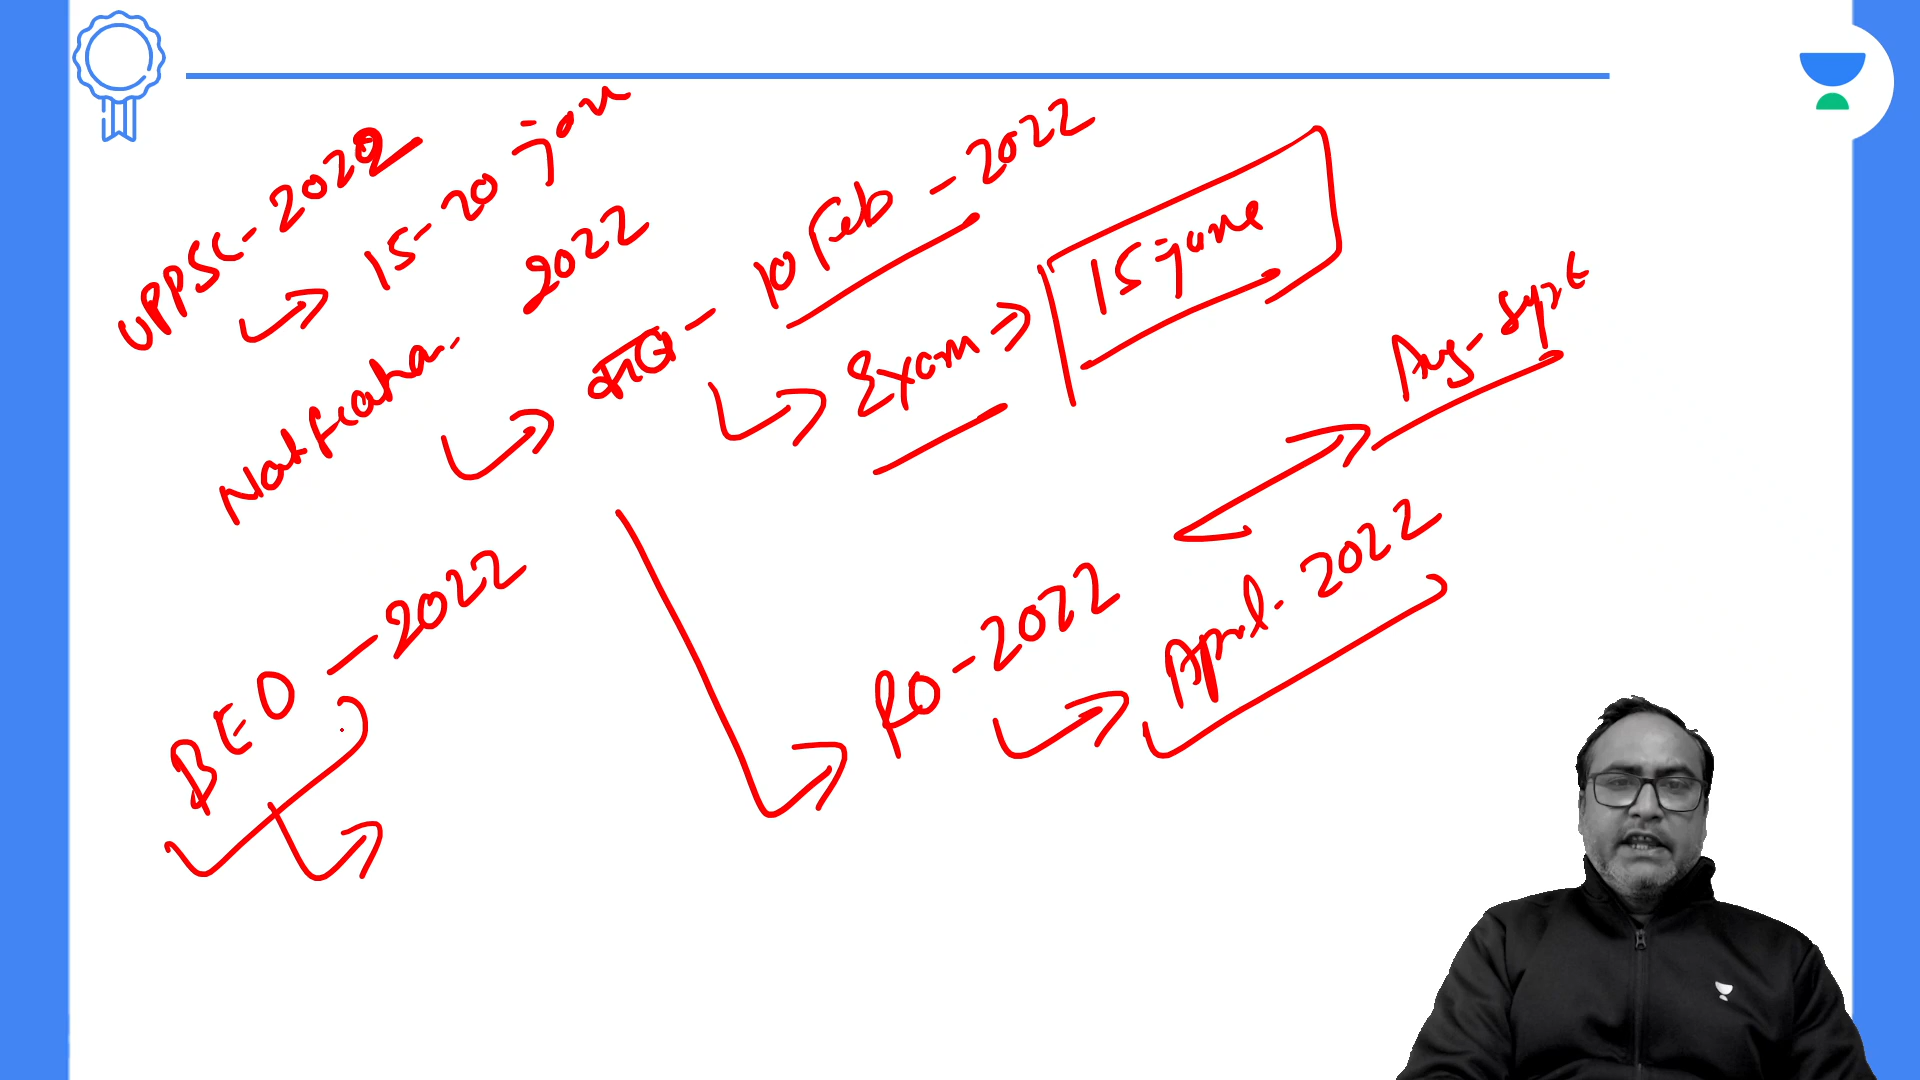 UPPSC-2022
15-20 jan
Notfication. 2022
10 Feb-2022
Exam
15 june
Aug-Sept
BEO-2022
RO-2022
April-2022